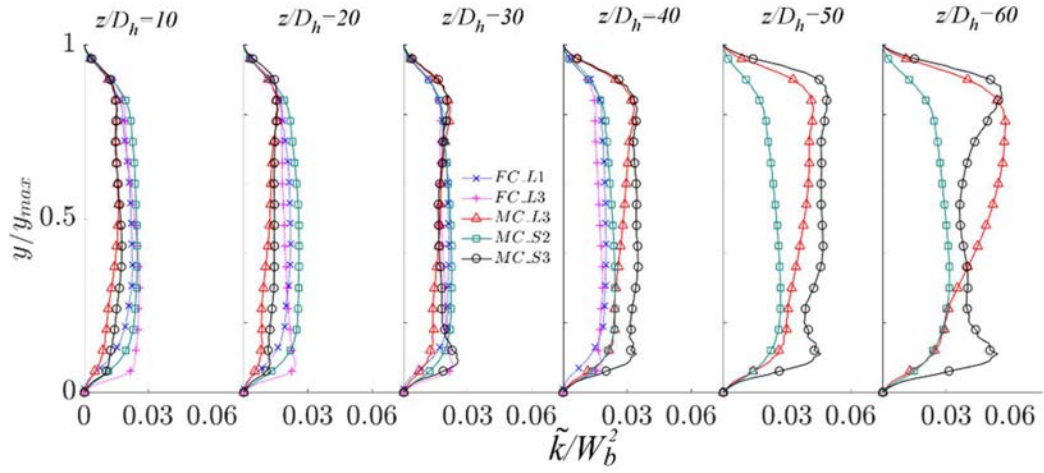 z/D_h=10 z/D_h=20 z/D_h=30 z/D_h=40 z/D_h=50 z/D_h=60
1
0.5
0
y/y_max
FC_L1
FC_L3
MC_L3
MC_S2
MC_S3
0 0.03 0.06 0.03 0.06 0.03 0.06 0.03 0.06 0.03 0.06 0.03 0.06
k̃/W_b^2